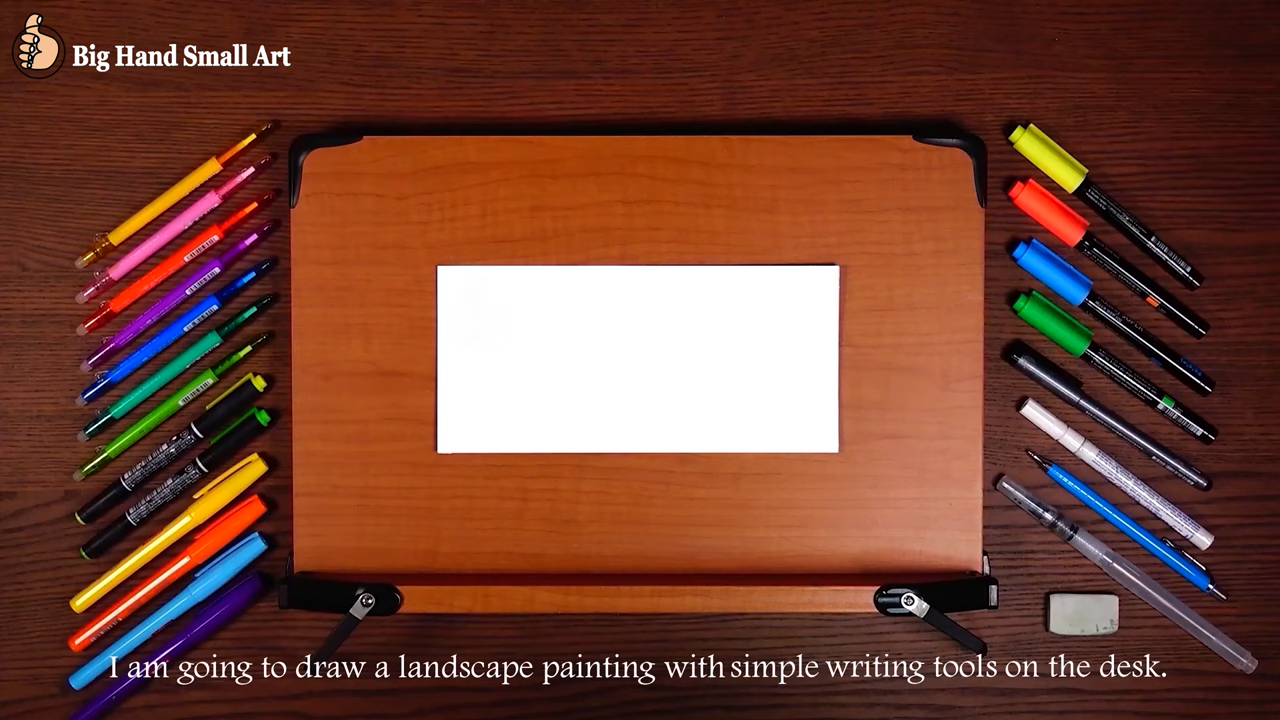 Big Hand Small Art
I am going to draw a landscape painting with simple writing tools on the desk.